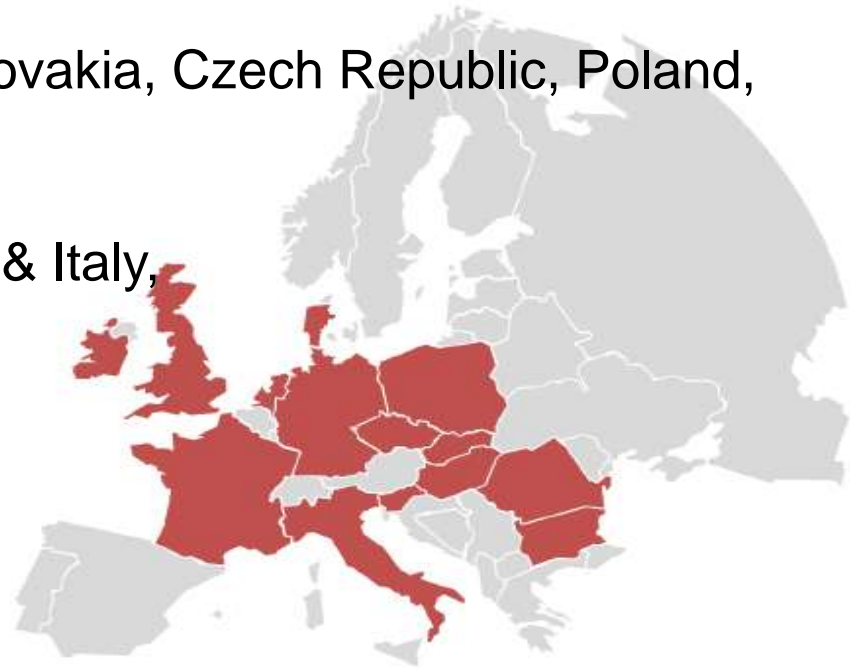 ovakia, Czech Republic, Poland,
& Italy,